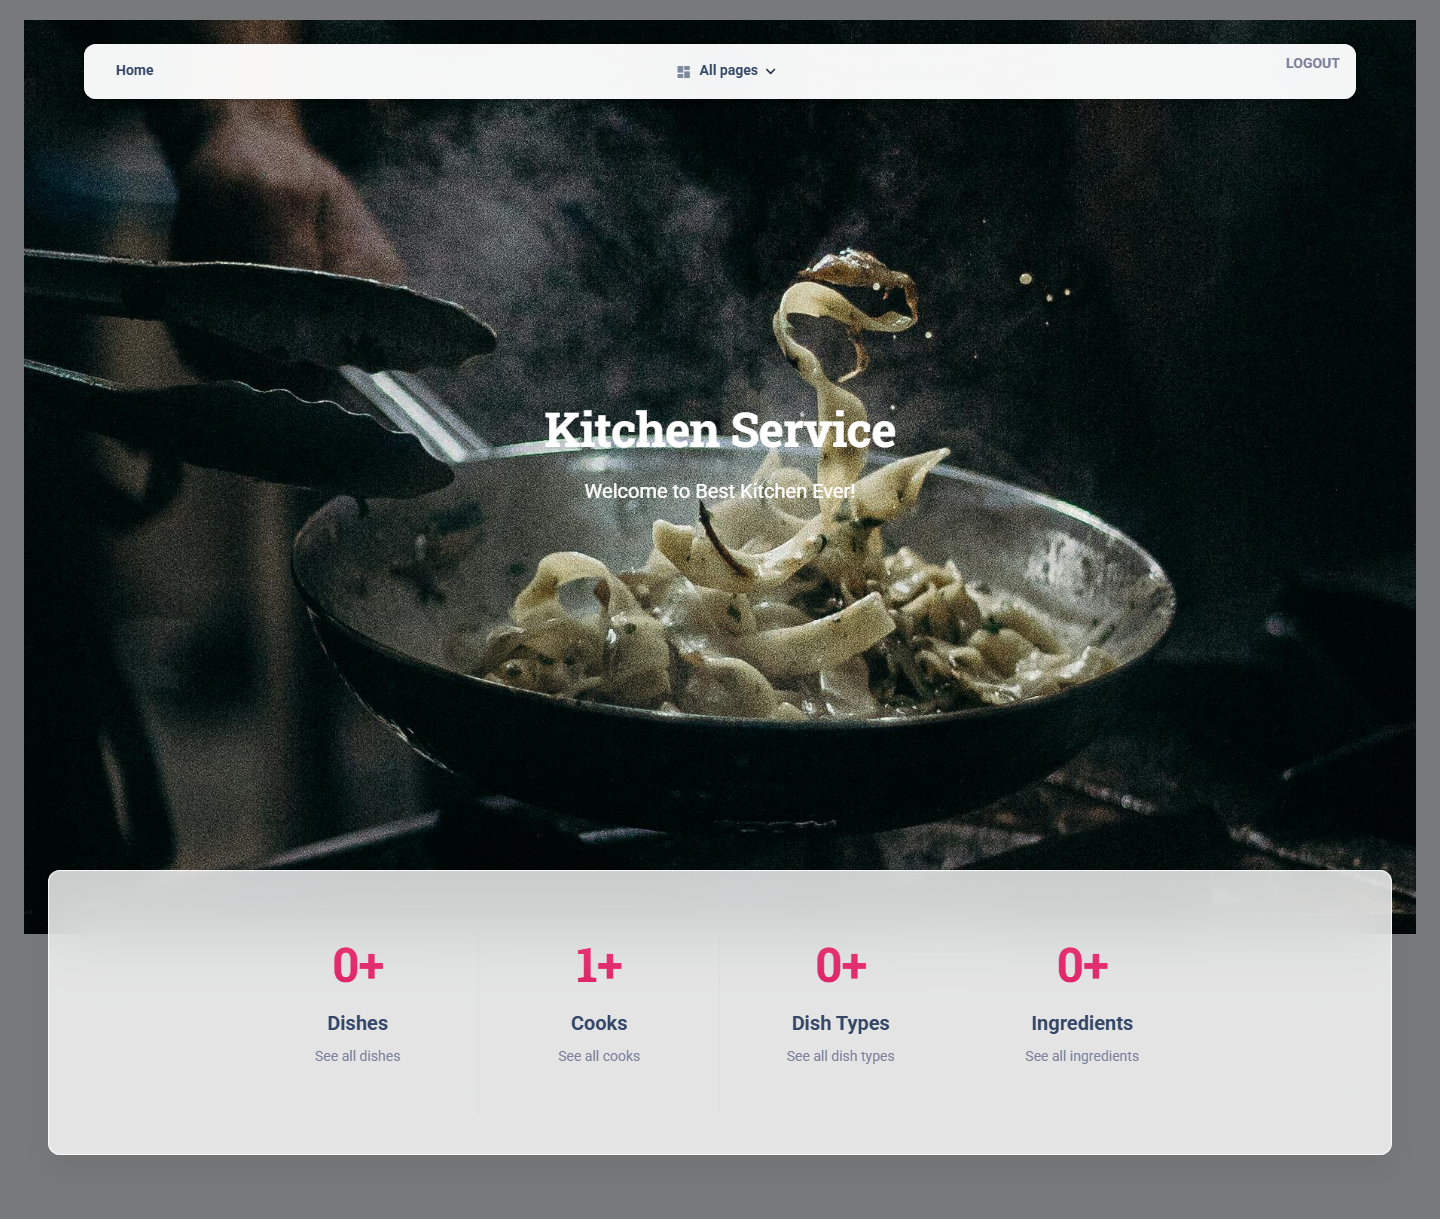 Home
All pages
LOGOUT
Kitchen Service
Welcome to Best Kitchen Ever!
0+
1+
0+
0+
Dishes
Cooks
Dish Types
Ingredients
See all dishes
See all cooks
See all dish types
See all ingredients